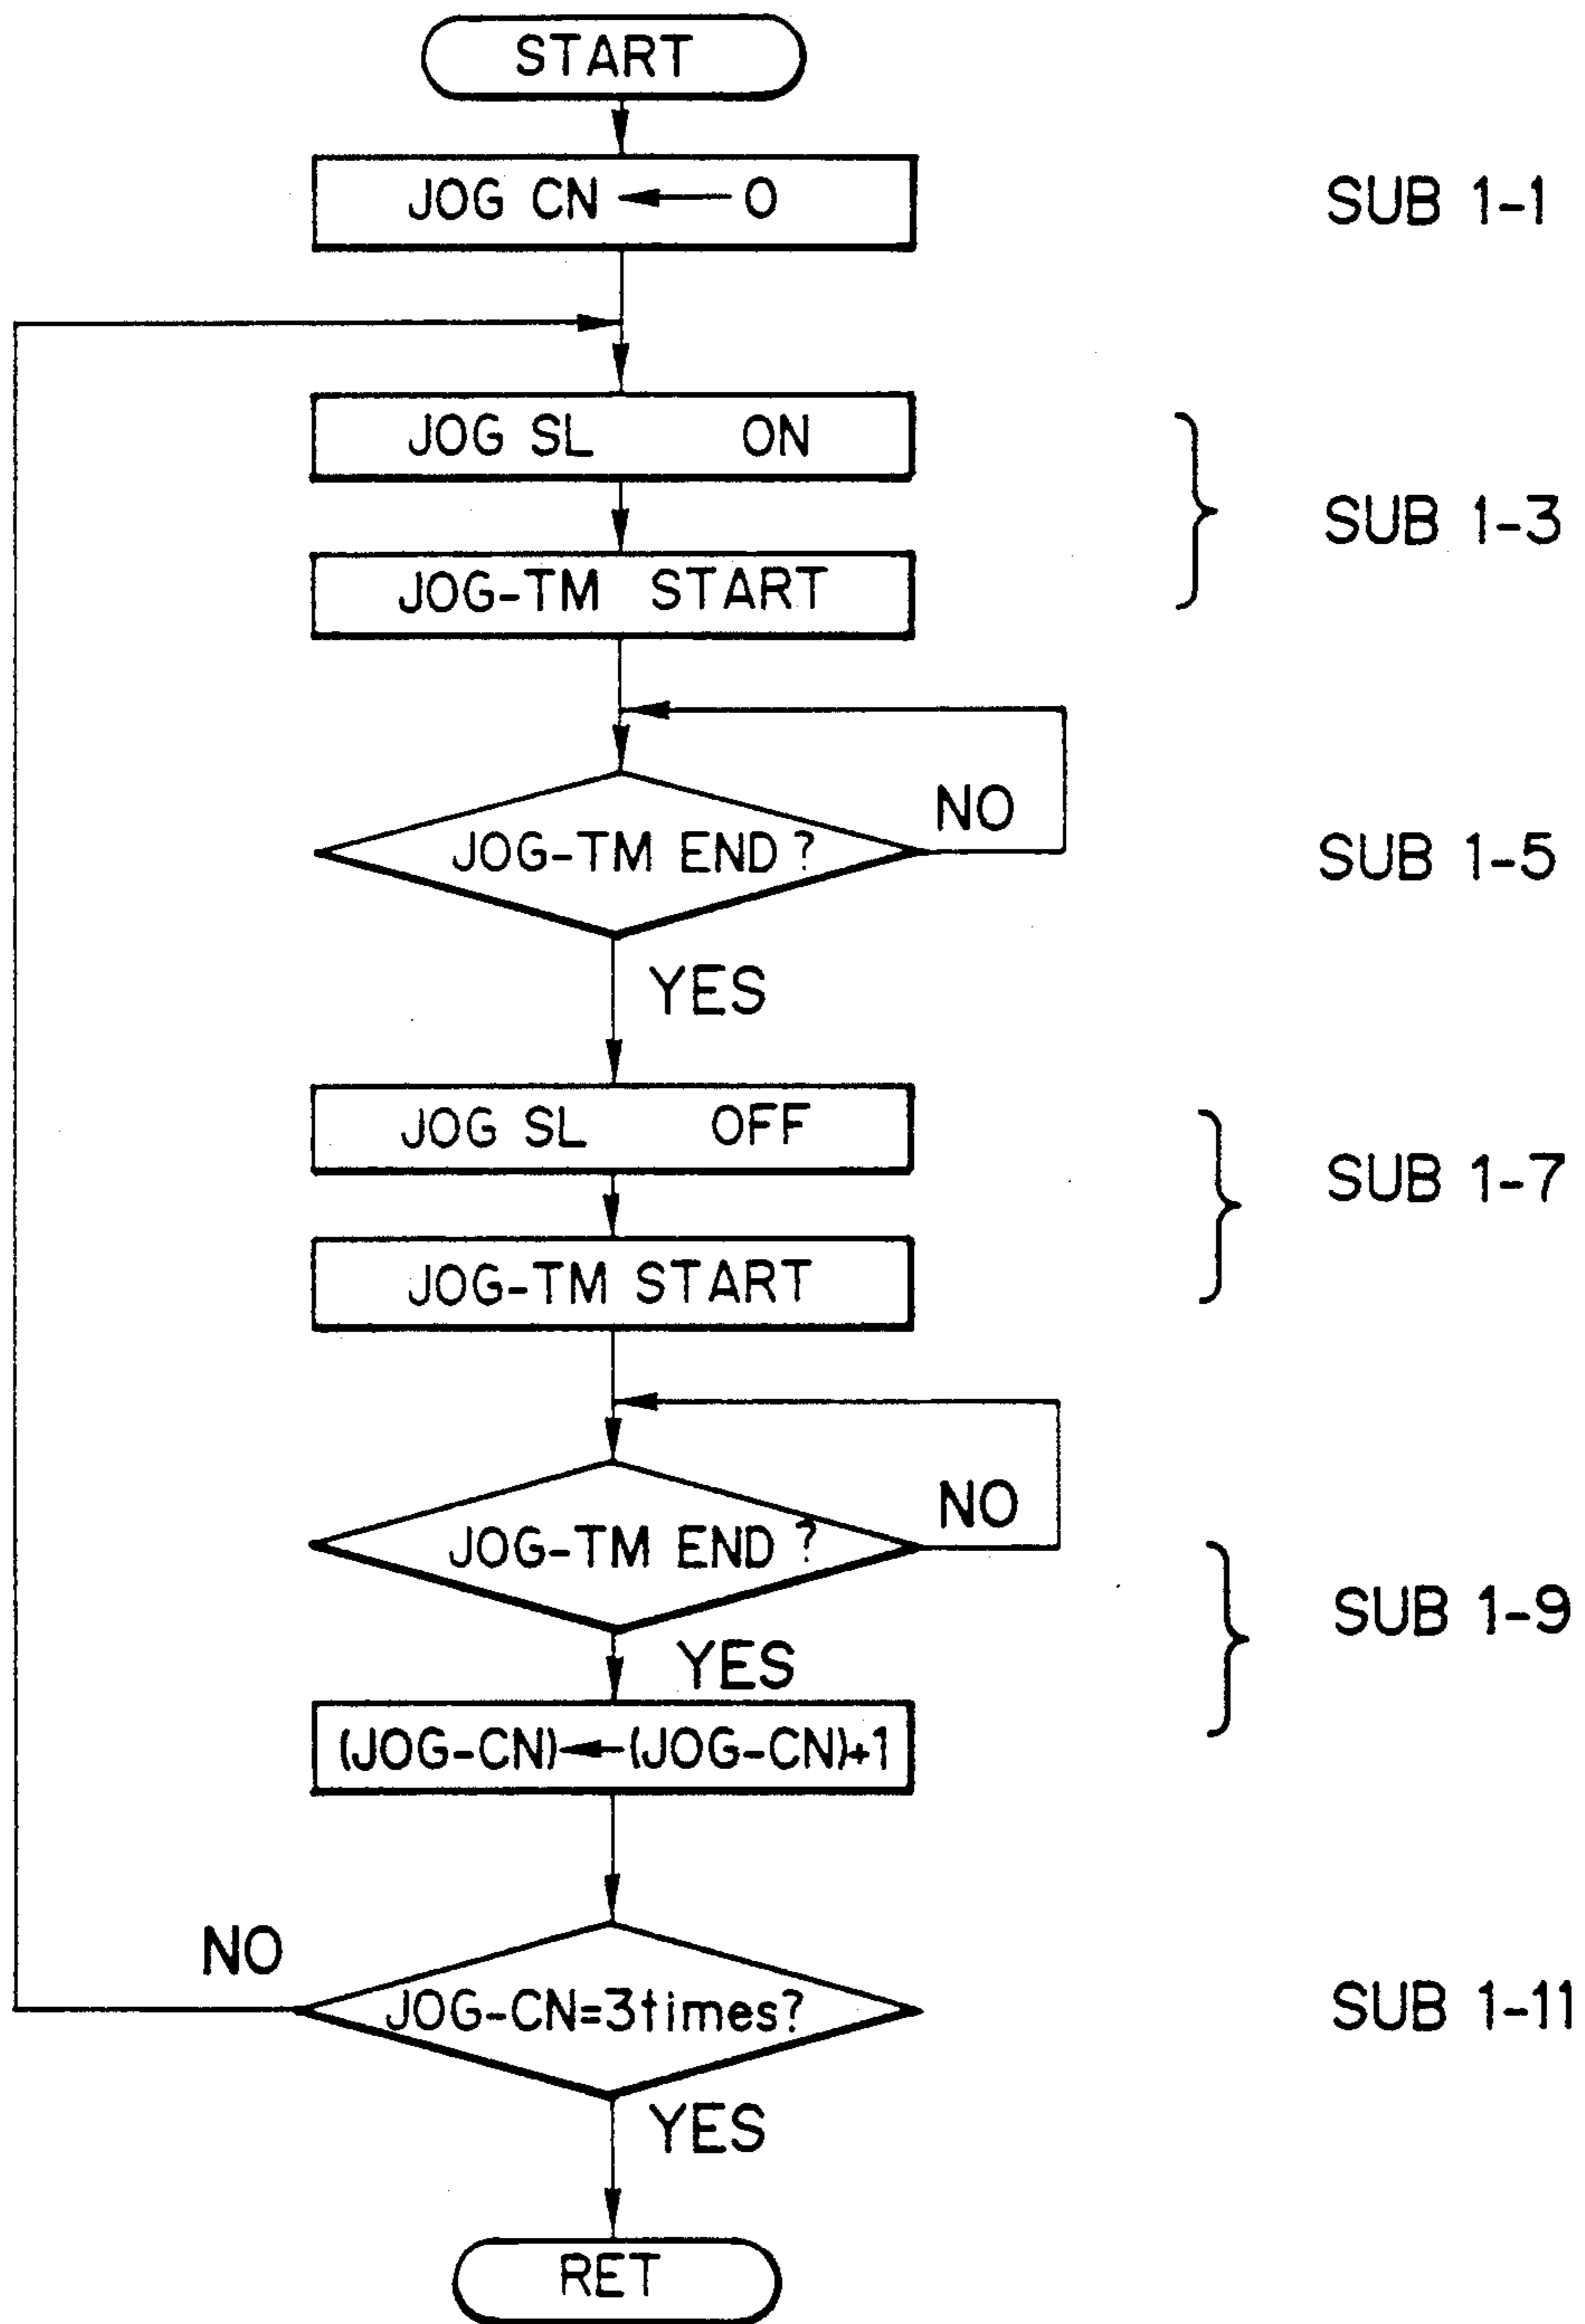 START
JOG CN ← 0
SUB 1-1
JOG SL ON
SUB 1-3
JOG-TM START
JOG-TM END ?
NO
SUB 1-5
YES
JOG SL OFF
SUB 1-7
JOG-TM START
JOG-TM END ?
NO
SUB 1-9
YES
(JOG-CN)←(JOG-CN)+1
NO
JOG-CN=3times?
SUB 1-11
YES
RET